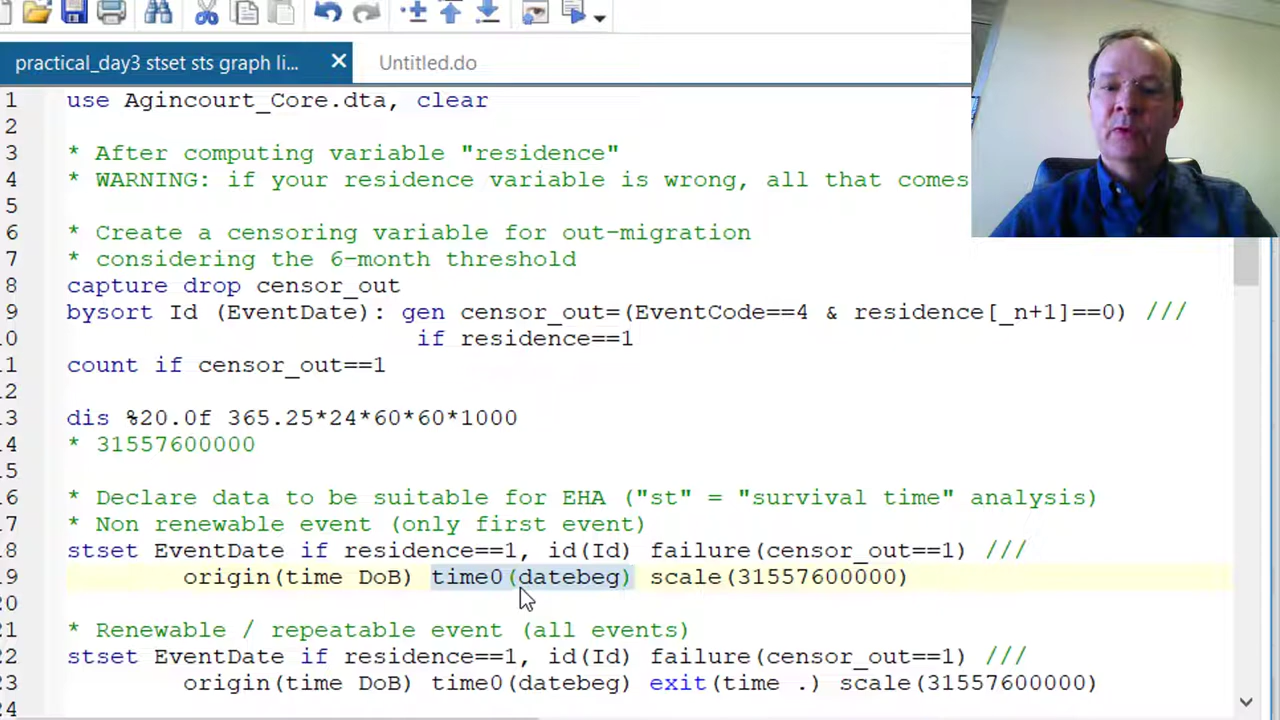 practical_day3 stset sts graph li... ✕ Untitled.do
1 use Agincourt_Core.dta, clear
2
3 * After computing variable "residence"
4 * WARNING: if your residence variable is wrong, all that comes
5
6 * Create a censoring variable for out-migration
7 * considering the 6-month threshold
8 capture drop censor_out
9 bysort Id (EventDate): gen censor_out=(EventCode==4 & residence[_n+1]==0) ///
10 if residence==1
11 count if censor_out==1
12
13 dis %20.0f 365.25*24*60*60*1000
14 * 31557600000
15
16 * Declare data to be suitable for EHA ("st" = "survival time" analysis)
17 * Non renewable event (only first event)
18 stset EventDate if residence==1, id(Id) failure(censor_out==1) ///
19 origin(time DoB) time0(datebeg) scale(31557600000)
20
21 * Renewable / repeatable event (all events)
22 stset EventDate if residence==1, id(Id) failure(censor_out==1) ///
23 origin(time DoB) time0(datebeg) exit(time .) scale(31557600000)
24